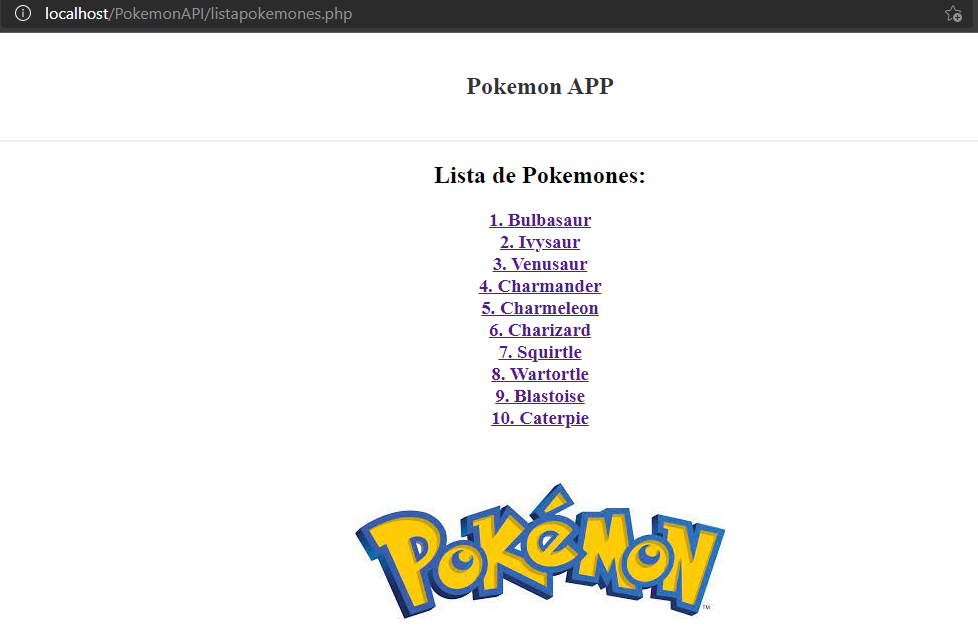 localhost/PokemonAPI/listapokemones.php
Pokemon APP
Lista de Pokemones:
1. Bulbasaur
2. Ivysaur
3. Venusaur
4. Charmander
5. Charmeleon
6. Charizard
7. Squirtle
8. Wartortle
9. Blastoise
10. Caterpie
POKéMON
TM